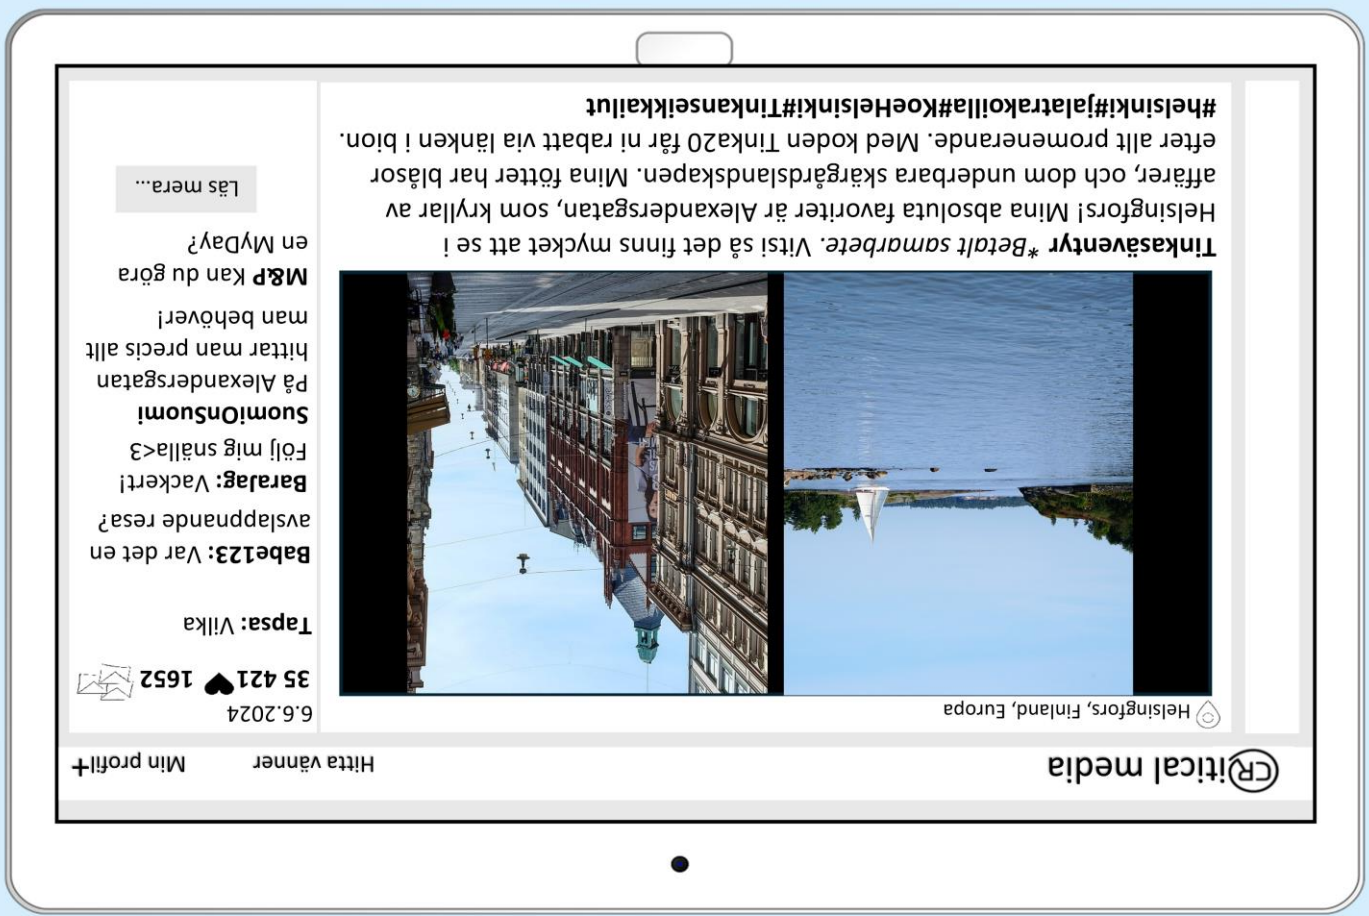 CRitical media
Hitta vänner
Min profil+
Helsingfors, Finland, Europa
Tinkasäventyr *Betalt samarbete. Vitsi så det finns mycket att se i
Helsingfors! Mina absoluta favoriter är Alexandersgatan, som kryllar av
affärer, och dom underbara skärgårdslandskapen. Mina fötter har blåsor
efter allt promenerande. Med koden Tinka20 får ni rabatt via länken i bion.
#helsinki#jalatrakoilla#KoeHelsinki#Tinkanseikkailut
6.6.2024
35 421 1652
Tapsa: Vilka
Babe123: Var det en
avslappnande resa?
BaraJag: Vackert!
Följ mig snälla<3
SuomiOnSuomi
På Alexandersgatan
hittar man precis allt
man behöver!
M&P Kan du göra
en MyDay?
Läs mera...